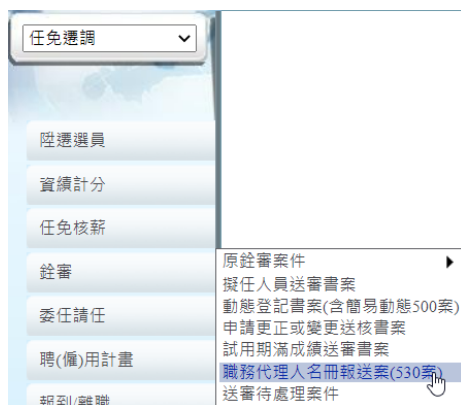 任免遷調
陞遷選員
資績計分
任免核薪
銓審
委任請任
聘(僱)用計畫
報到/離職
原銓審案件
擬任人員送審書案
動態登記書案(含簡易動態500案)
申請更正或變更送核書案
試用期滿成績送審書案
職務代理人名冊報送案(530案)
送審待處理案件